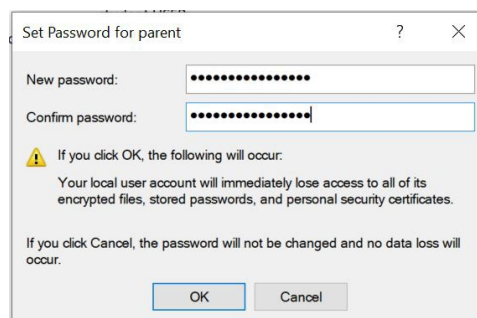 Set Password for parent ? ×
New password: ●●●●●●●●●●●●●●●●
Confirm password: ●●●●●●●●●●●●●●●●
If you click OK, the following will occur:
Your local user account will immediately lose access to all of its
encrypted files, stored passwords, and personal security certificates.
If you click Cancel, the password will not be changed and no data loss will
occur.
OK Cancel